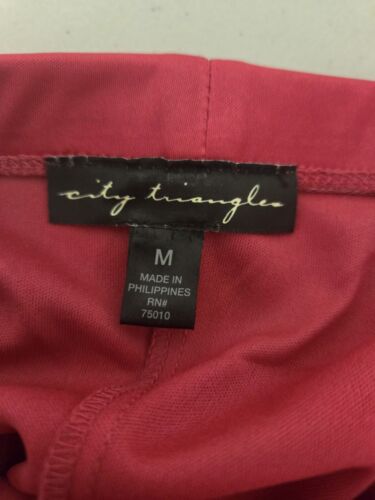 city triangles
M
MADE IN
PHILIPPINES
RN#
75010